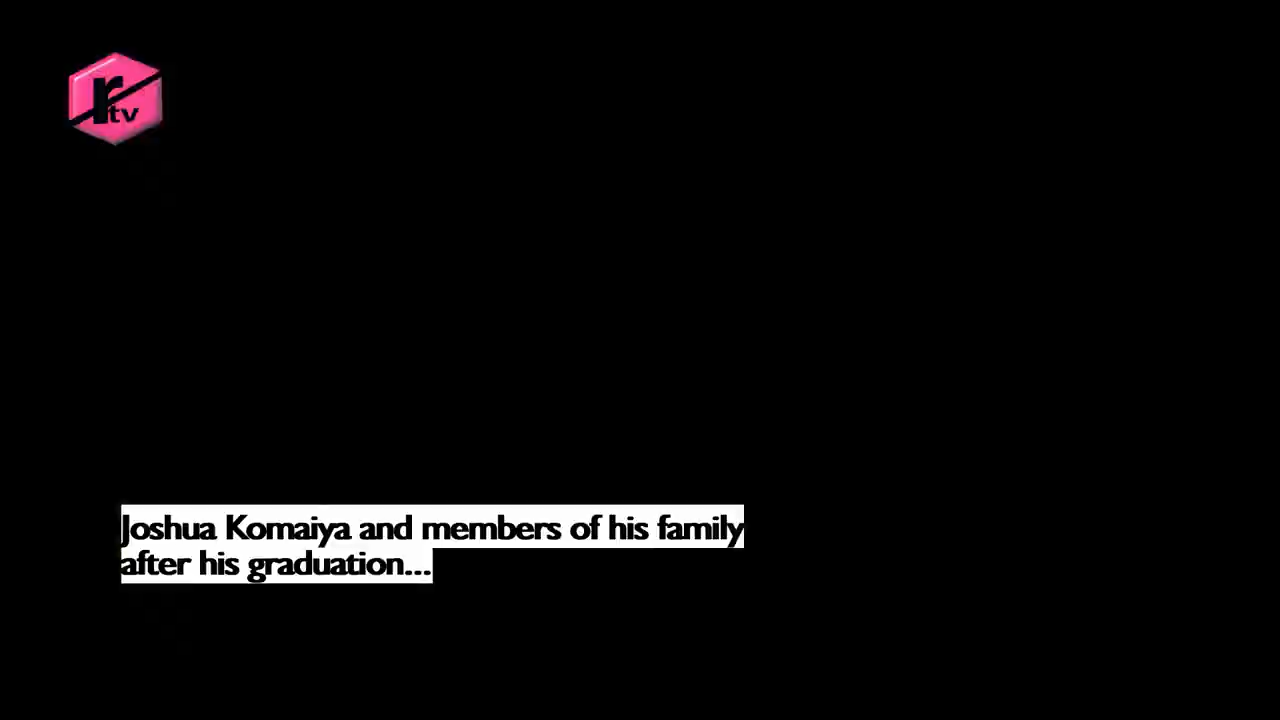 rtv
Joshua Komaiya and members of his family
after his graduation...